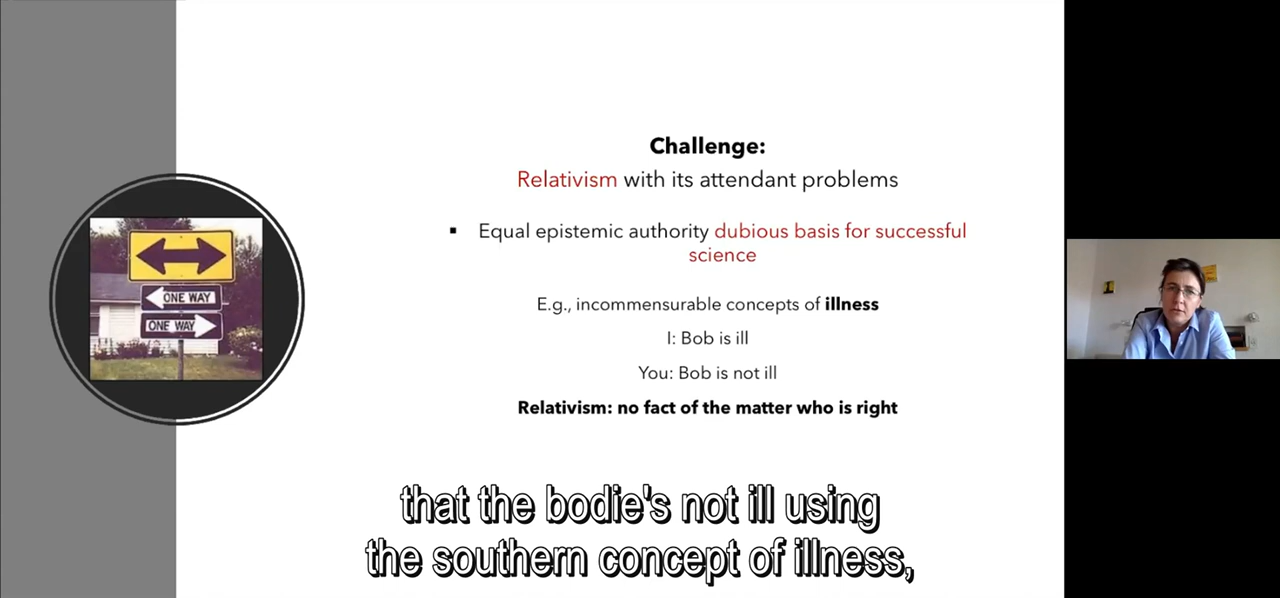 Challenge:
Relativism with its attendant problems
▪ Equal epistemic authority dubious basis for successful
science
E.g., incommensurable concepts of illness
I: Bob is ill
You: Bob is not ill
Relativism: no fact of the matter who is right
ONE WAY
ONE WAY
that the bodie's not ill using
the southern concept of illness,